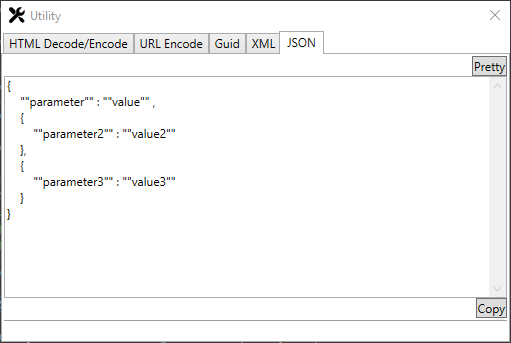 Utility
HTML Decode/Encode URL Encode Guid XML JSON
Pretty
{
""parameter"" : ""value"" ,
{
""parameter2"" : ""value2""
},
{
""parameter3"" : ""value3""
}
}
Copy